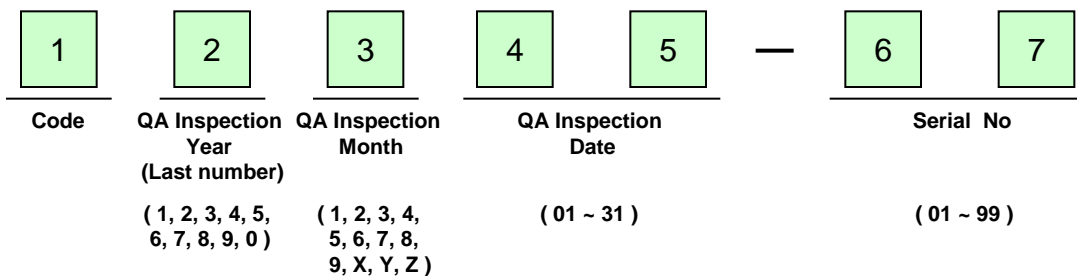 1 2 3 4 5 — 6 7
Code QA Inspection QA Inspection QA Inspection Serial No
Year Month Date
(Last number)
( 1, 2, 3, 4, 5, ( 1, 2, 3, 4, ( 01 ~ 31 ) ( 01 ~ 99 )
6, 7, 8, 9, 0 ) 5, 6, 7, 8,
9, X, Y, Z )